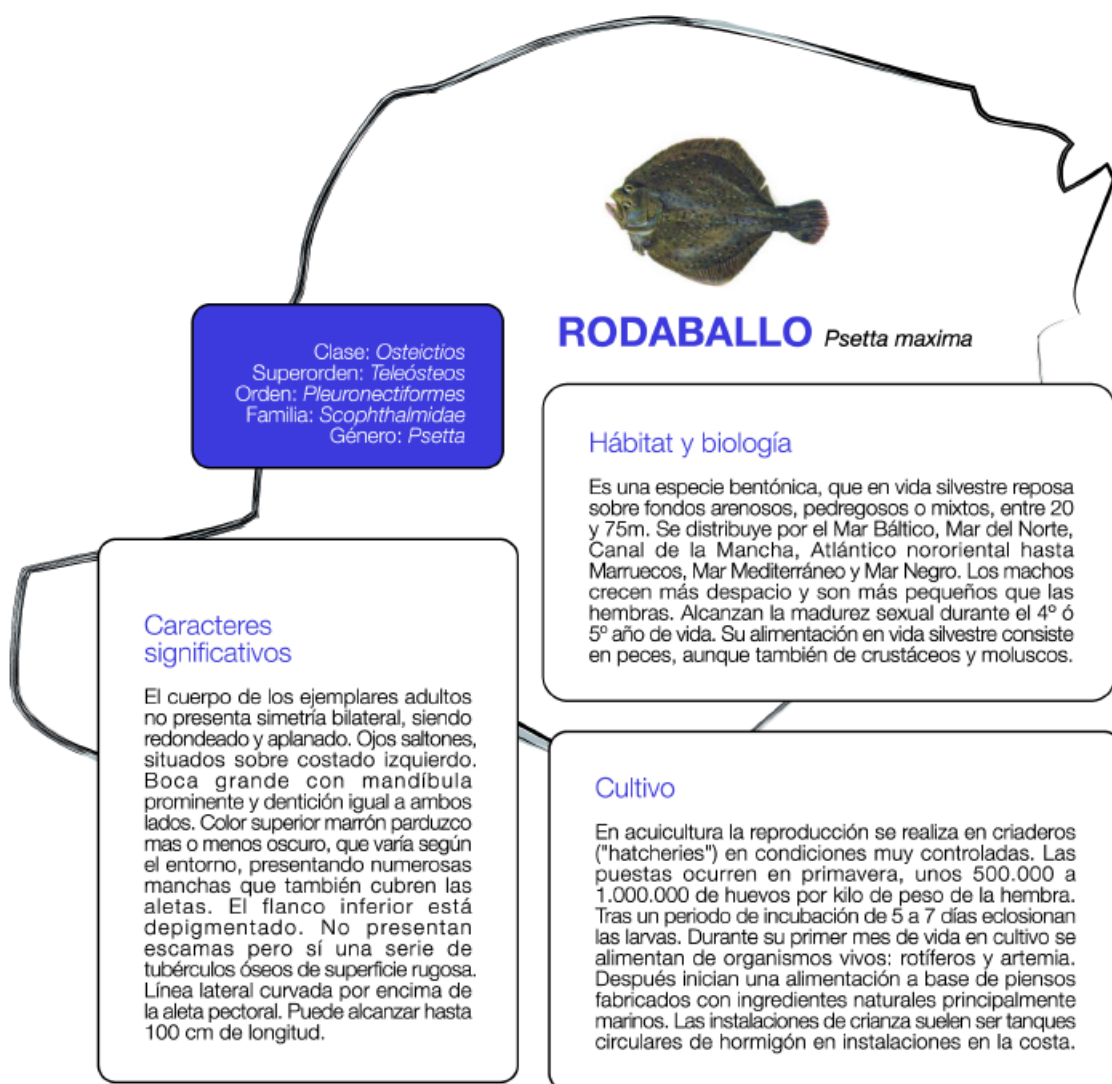 RODABALLO Psetta maxima
Clase: Osteictios
Superorden: Teleósteos
Orden: Pleuronectiformes
Familia: Scophthalmidae
Género: Psetta
Hábitat y biología
Es una especie bentónica, que en vida silvestre reposa
sobre fondos arenosos, pedregosos o mixtos, entre 20
y 75m. Se distribuye por el Mar Báltico, Mar del Norte,
Canal de la Mancha, Atlántico nororiental hasta
Marruecos, Mar Mediterráneo y Mar Negro. Los machos
crecen más despacio y son más pequeños que las
hembras. Alcanzan la madurez sexual durante el 4º ó
5º año de vida. Su alimentación en vida silvestre consiste
en peces, aunque también de crustáceos y moluscos.
Caracteres
significativos
El cuerpo de los ejemplares adultos
no presenta simetría bilateral, siendo
redondeado y aplanado. Ojos saltones,
situados sobre costado izquierdo.
Boca grande con mandíbula
prominente y dentición igual a ambos
lados. Color superior marrón parduzco
mas o menos oscuro, que varía según
el entorno, presentando numerosas
manchas que también cubren las
aletas. El flanco inferior está
depigmentado. No presentan
escamas pero sí una serie de
tubérculos óseos de superficie rugosa.
Línea lateral curvada por encima de
la aleta pectoral. Puede alcanzar hasta
100 cm de longitud.
Cultivo
En acuicultura la reproducción se realiza en criaderos
("hatcheries") en condiciones muy controladas. Las
puestas ocurren en primavera, unos 500.000 a
1.000.000 de huevos por kilo de peso de la hembra.
Tras un periodo de incubación de 5 a 7 días eclosionan
las larvas. Durante su primer mes de vida en cultivo se
alimentan de organismos vivos: rotíferos y artemia.
Después inician una alimentación a base de piensos
fabricados con ingredientes naturales principalmente
marinos. Las instalaciones de crianza suelen ser tanques
circulares de hormigón en instalaciones en la costa.